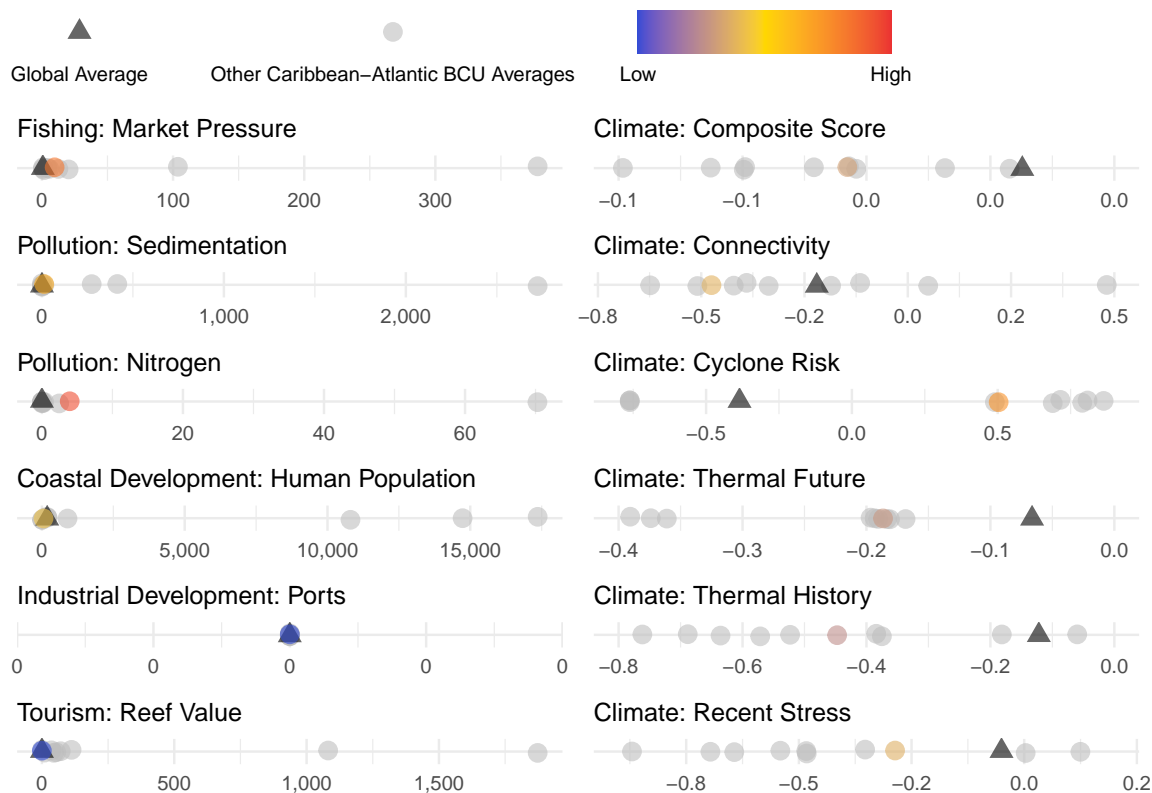 Global Average
Other Caribbean−Atlantic BCU Averages
Low
High
Fishing: Market Pressure
0 100 200 300
Climate: Composite Score
−0.1 −0.1 0.0 0.0 0.0
Pollution: Sedimentation
0 1,000 2,000
Climate: Connectivity
−0.8 −0.5 −0.2 0.0 0.2 0.5
Pollution: Nitrogen
0 20 40 60
Climate: Cyclone Risk
−0.5 0.0 0.5
Coastal Development: Human Population
0 5,000 10,000 15,000
Climate: Thermal Future
−0.4 −0.3 −0.2 −0.1 0.0
Industrial Development: Ports
0 0 0 0 0
Climate: Thermal History
−0.8 −0.6 −0.4 −0.2 0.0
Tourism: Reef Value
0 500 1,000 1,500
Climate: Recent Stress
−0.8 −0.5 −0.2 0.0 0.2